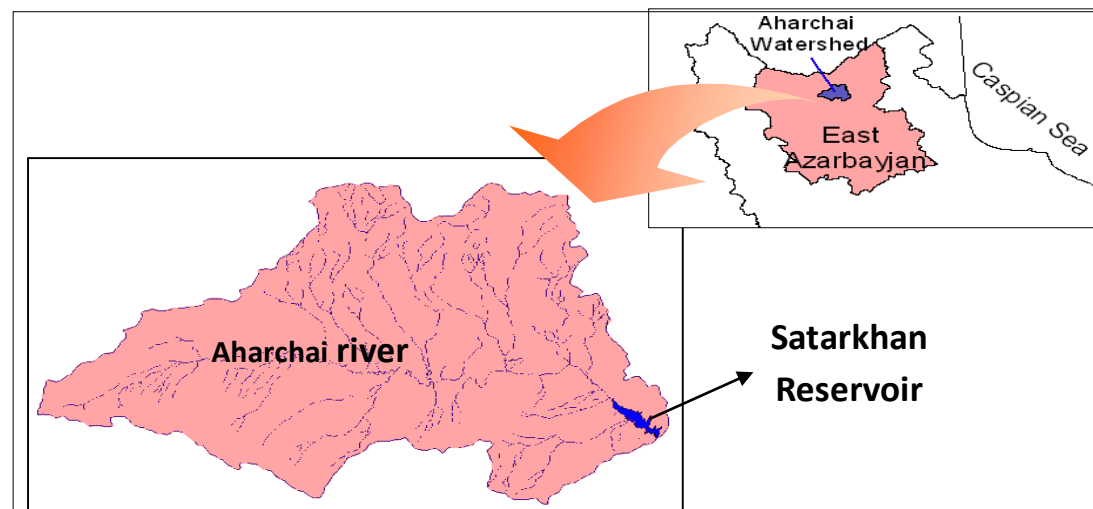 Aharchai
Watershed
East
Azarbayjan
Caspian Sea
Aharchai river
Satarkhan
Reservoir